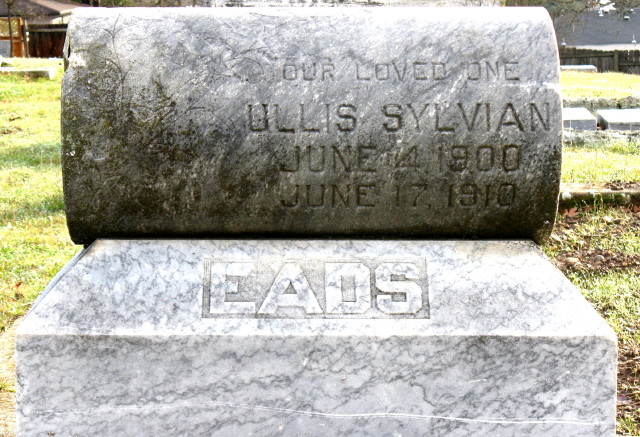 OUR LOVED ONE
ULLIS SYLVIAN
JUNE 14, 1900
JUNE 17, 1910
EADS